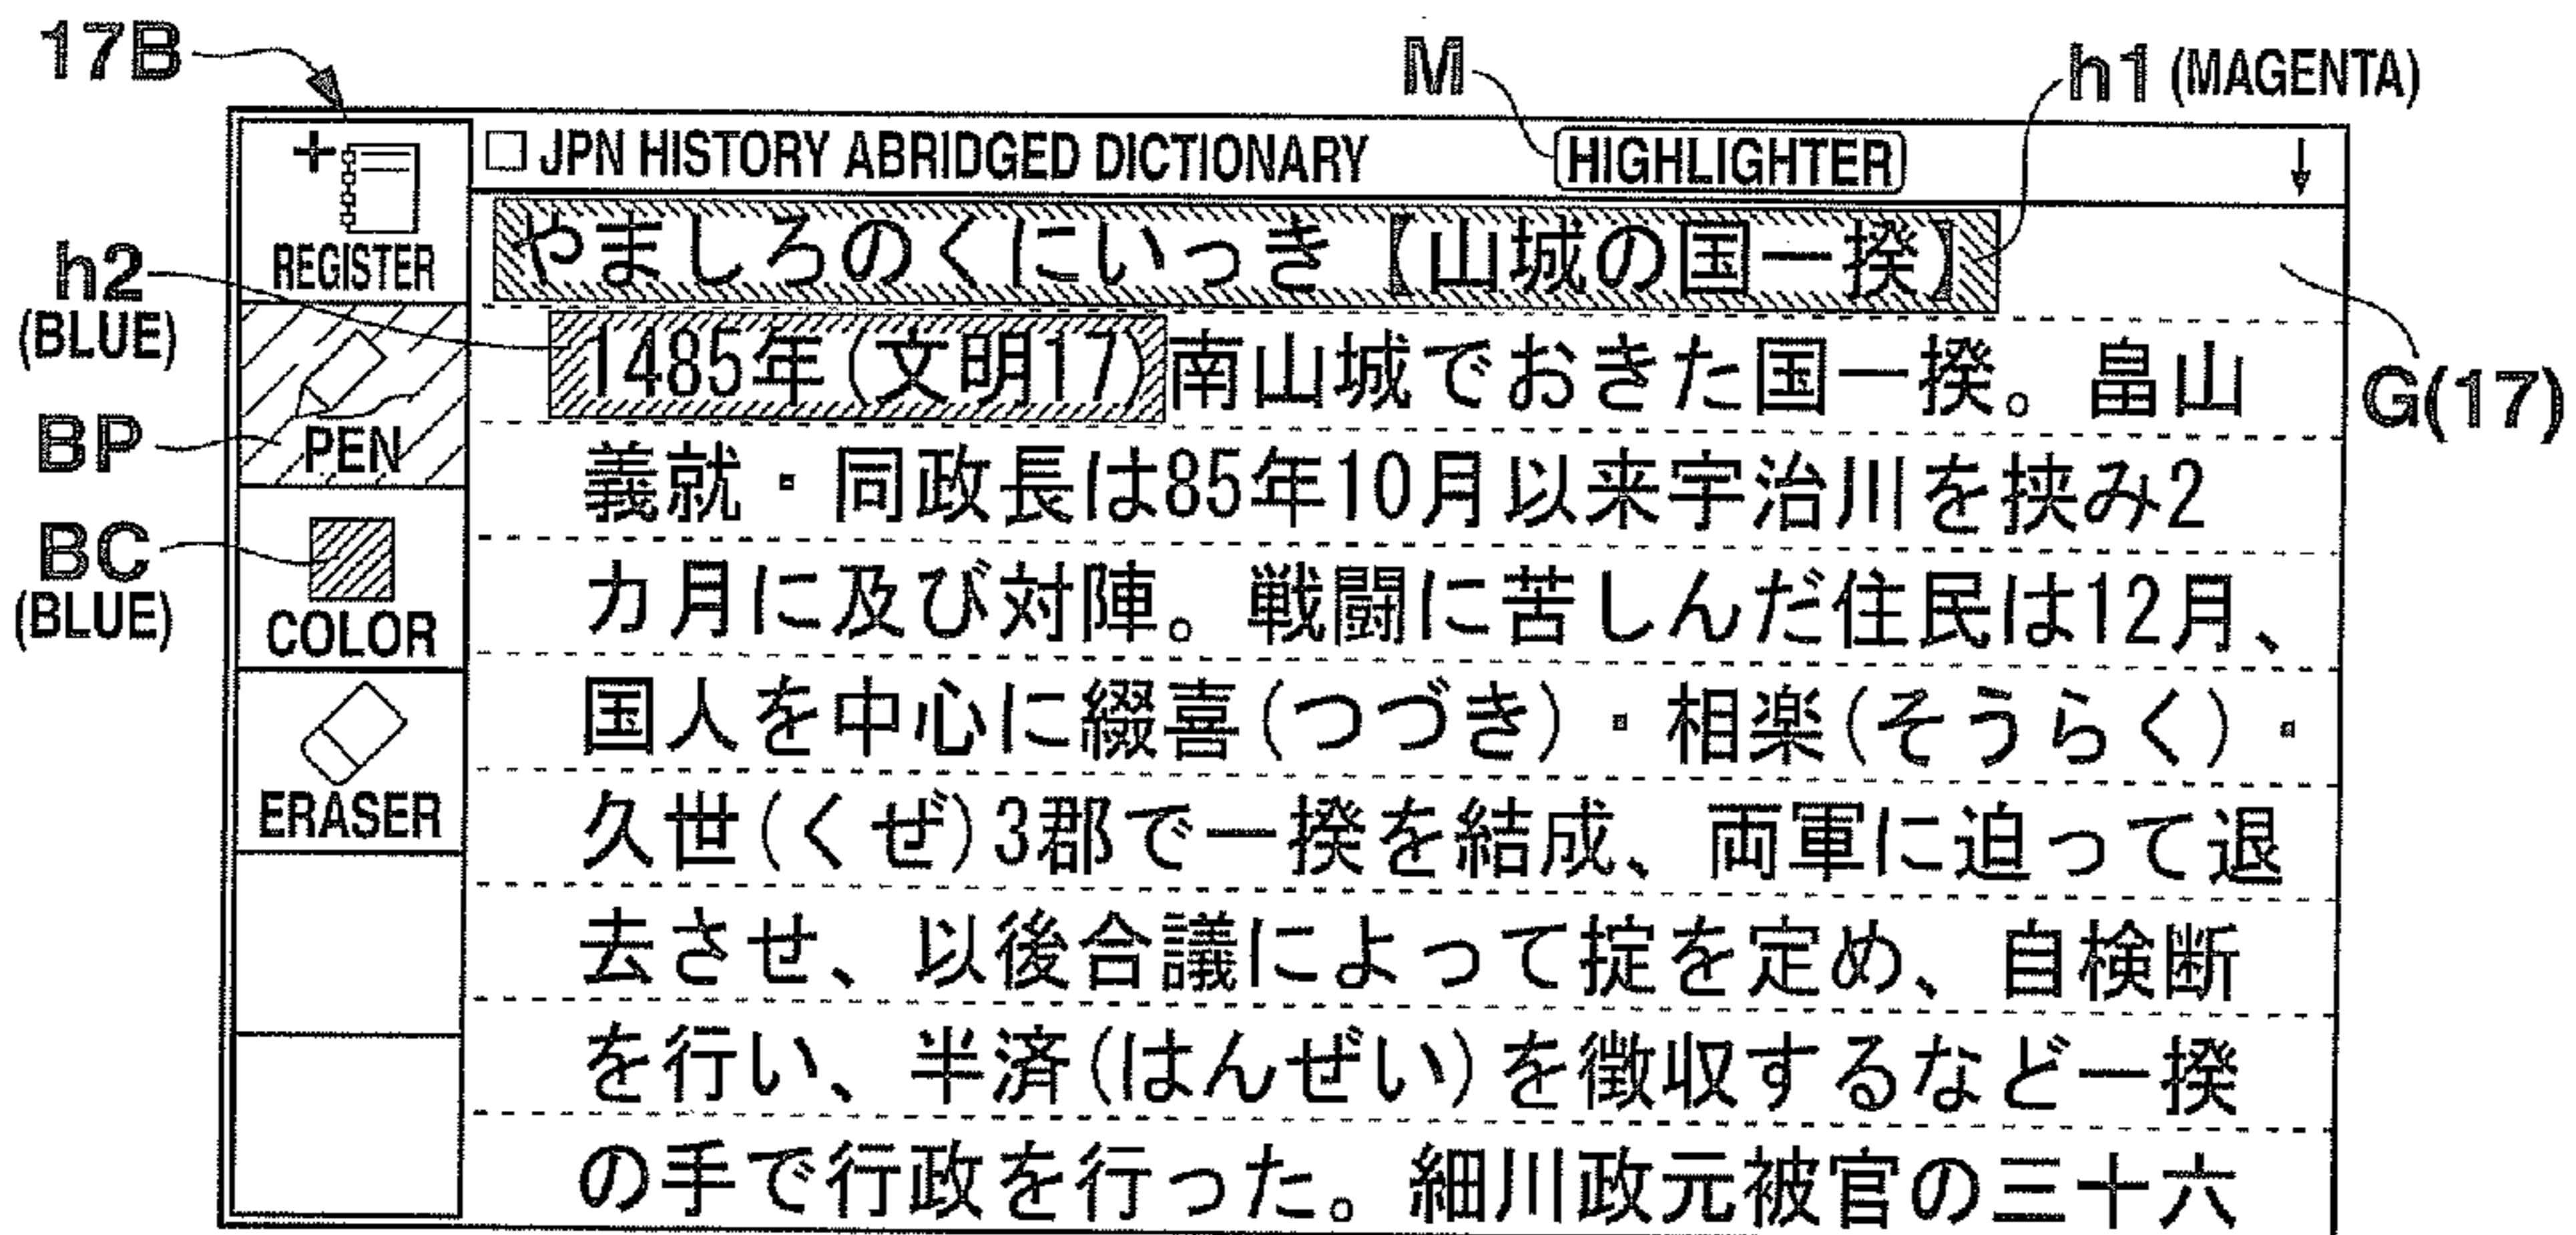 17B
M
h1 (MAGENTA)
□ JPN HISTORY ABRIDGED DICTIONARY
HIGHLIGHTER
↓
+
REGISTER
h2
(BLUE)
BP
PEN
BC
(BLUE)
COLOR
ERASER
G(17)
やましろのくにいっき【山城の国一揆】
1485年(文明17)南山城でおきた国一揆。畠山
義就・同政長は85年10月以来宇治川を挟み2
カ月に及び対陣。戦闘に苦しんだ住民は12月、
国人を中心に綴喜(つづき)・相楽(そうらく)・
久世(くぜ)3郡で一揆を結成、両軍に迫って退
去させ、以後合議によって掟を定め、自検断
を行い、半済(はんぜい)を徴収するなど一揆
の手で行政を行った。細川政元被官の三十六